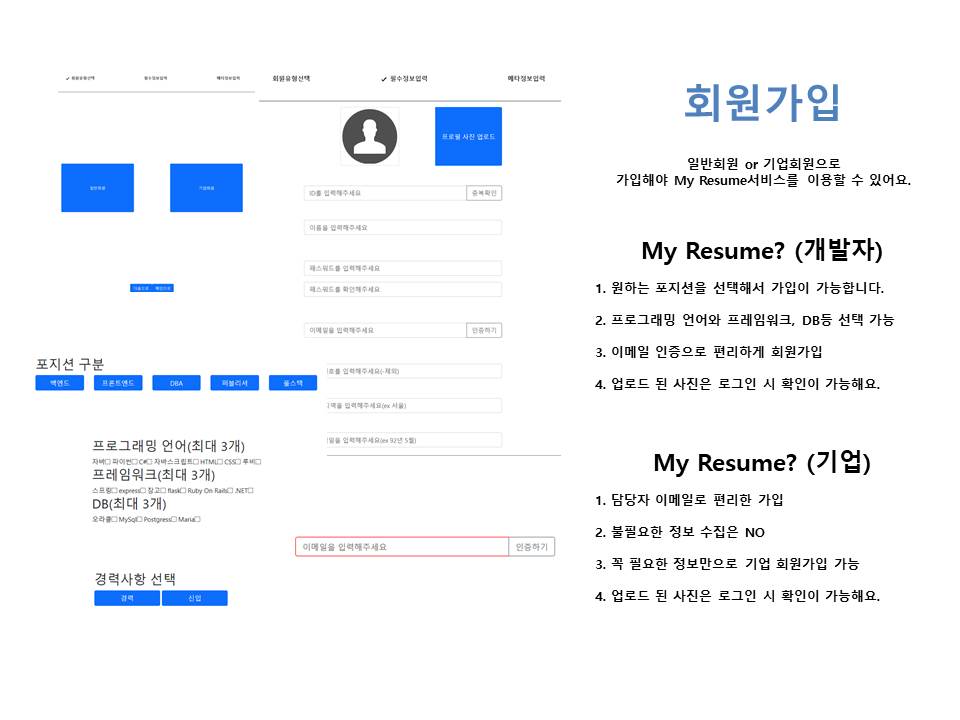 ✓ 회원유형선택 필수정보입력 메타정보입력
일반회원 기업회원
회원유형선택 ✓ 필수정보입력 메타정보입력
프로필 사진 업로드
ID를 입력해주세요 중복확인
이름을 입력해주세요
패스워드를 입력해주세요
패스워드를 확인해주세요
이메일을 입력해주세요 인증하기
호를 입력해주세요(-제외)
역을 입력해주세요(ex 서울)
일을 입력해주세요(ex 92년 5월)
포지션 구분
백엔드 프론트엔드 DBA 퍼블리셔 풀스택
프로그래밍 언어(최대 3개)
자바□ 파이썬□ C#□ 자바스크립트□ HTML□ CSS□ 루비□
프레임워크(최대 3개)
스프링□ express□ 장고□ flask□ Ruby On Rails□ .NET□
DB(최대 3개)
오라클□ MySql□ Postgress□ Maria□
이메일을 입력해주세요 인증하기
경력사항 선택
경력 신입
회원가입
일반회원 or 기업회원으로
가입해야 My Resume서비스를 이용할 수 있어요.
My Resume? (개발자)
1. 원하는 포지션을 선택해서 가입이 가능합니다.
2. 프로그래밍 언어와 프레임워크, DB등 선택 가능
3. 이메일 인증으로 편리하게 회원가입
4. 업로드 된 사진은 로그인 시 확인이 가능해요.
My Resume? (기업)
1. 담당자 이메일로 편리한 가입
2. 불필요한 정보 수집은 NO
3. 꼭 필요한 정보만으로 기업 회원가입 가능
4. 업로드 된 사진은 로그인 시 확인이 가능해요.